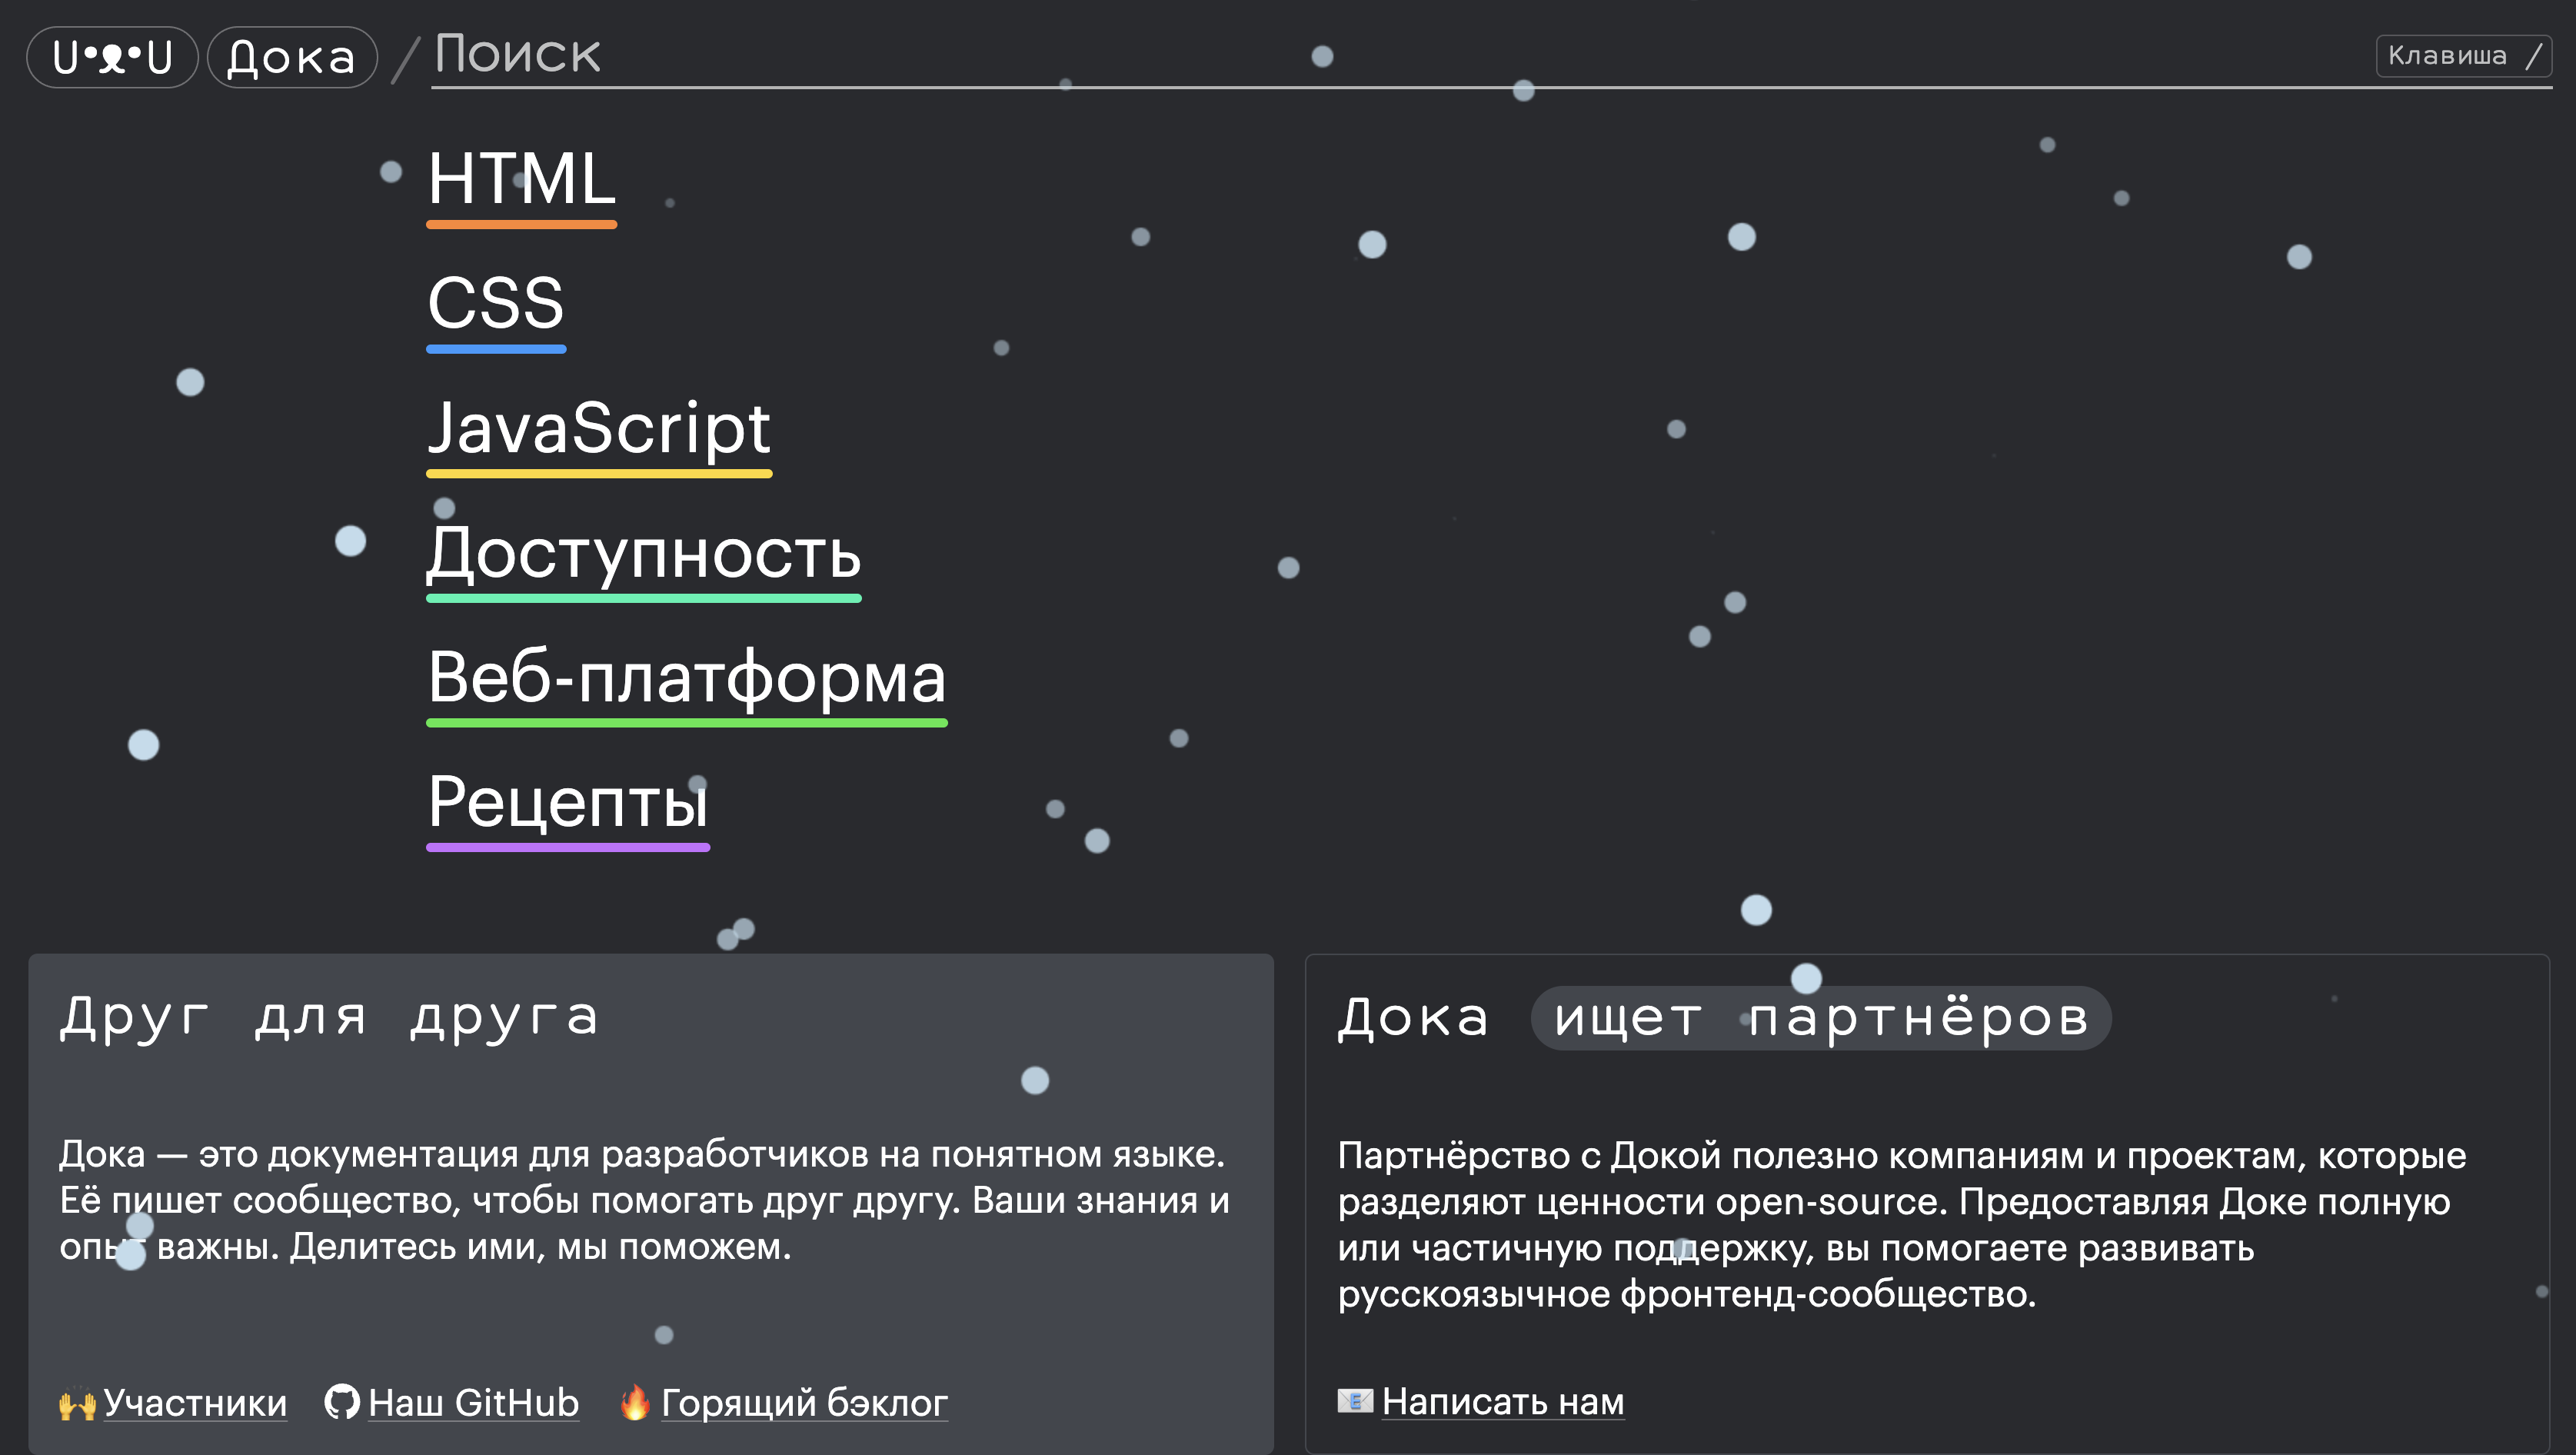 Дока / Поиск Клавиша /
HTML
CSS
JavaScript
Доступность
Веб-платформа
Рецепты
Друг для друга
Дока — это документация для разработчиков на понятном языке.
Её пишет сообщество, чтобы помогать друг другу. Ваши знания и
опыт важны. Делитесь ими, мы поможем.
Участники Наш GitHub Горящий бэклог
Дока ищет партнёров
Партнёрство с Докой полезно компаниям и проектам, которые
разделяют ценности open-source. Предоставляя Доке полную
или частичную поддержку, вы помогаете развивать
русскоязычное фронтенд-сообщество.
Написать нам